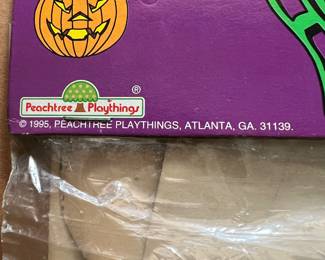 ®
Peachtree Playthings
© 1995, PEACHTREE PLAYTHINGS, ATLANTA, GA. 31139.